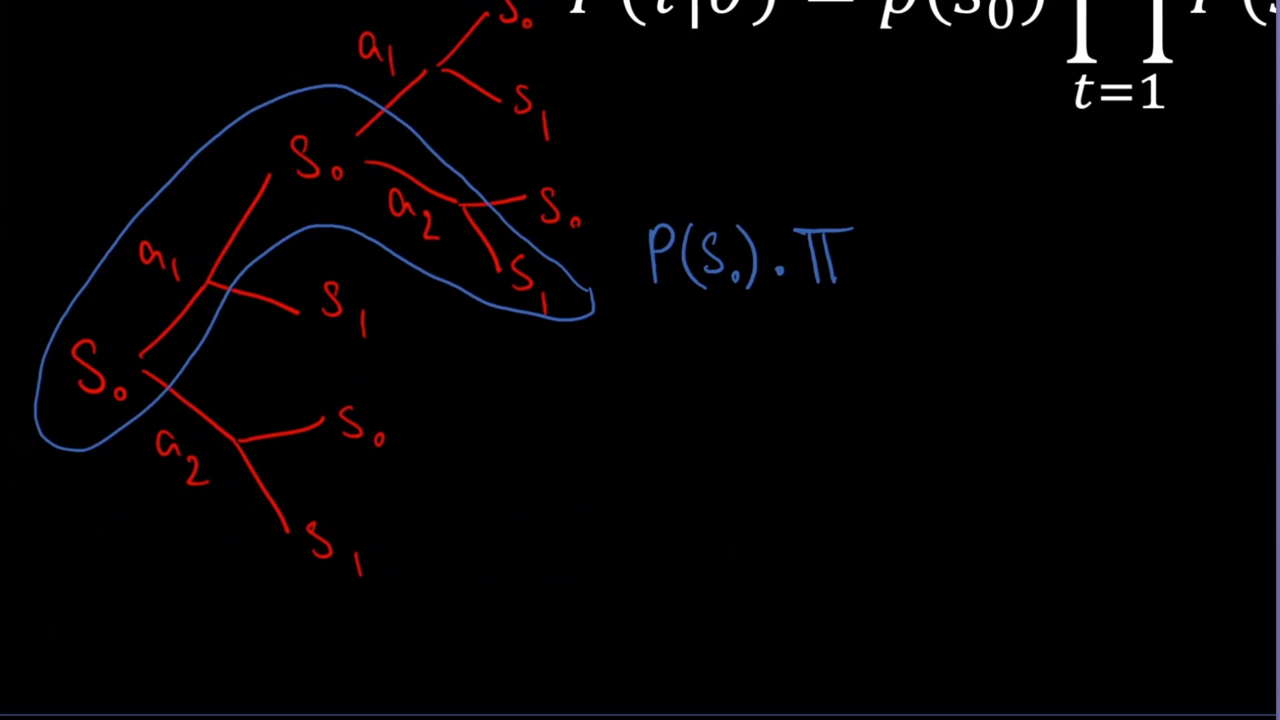 P(τ|θ) = p(s₀) ∏ P(s
t=1
S₀
a₁
S₁
S₀
a₂
S₀
P(S₀) . π
a₁
S₁
S₁
S₀
a₂
S₀
S₁